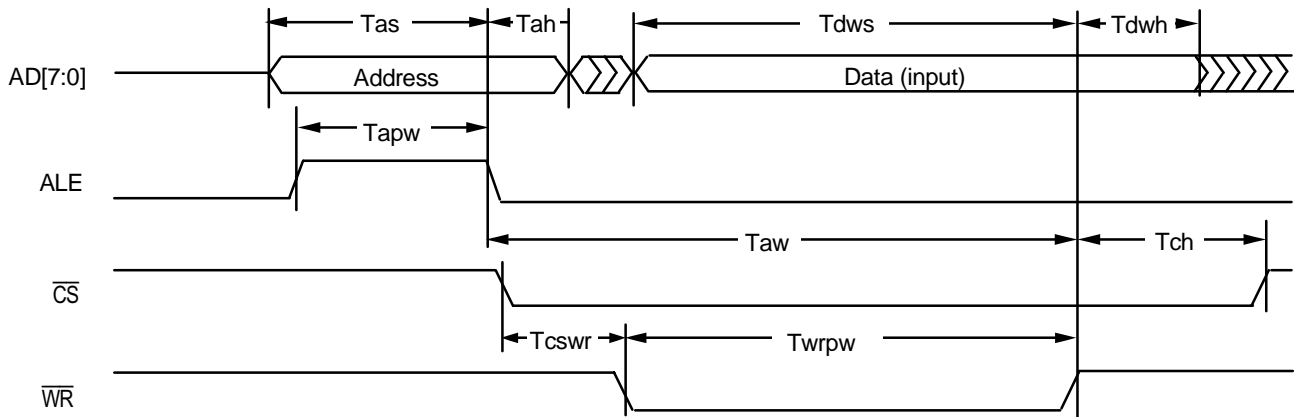 Tas Tah Tdws Tdwh
AD[7:0] Address Data (input)
Tapw
ALE
Taw Tch
CS
Tcswr Twrpw
WR